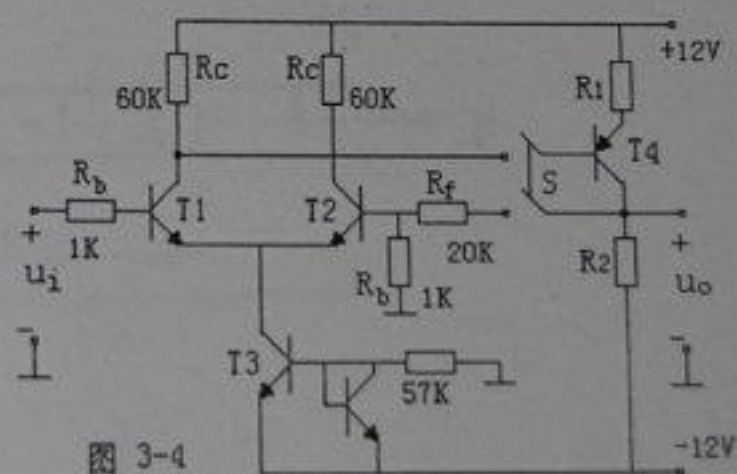 Rc
60K
Rc
60K
+12V
R1
T4
S
Rb
1K
T1
T2
Rf
20K
Rb
1K
R2
+
ui
-
+
uo
-
T3
57K
-12V
图 3-4